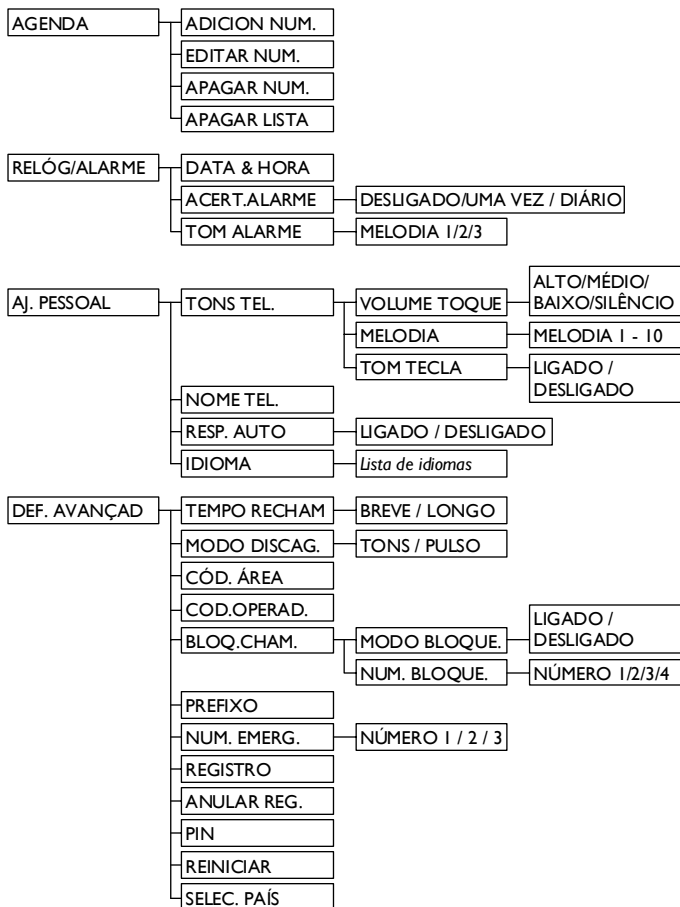 AGENDA
ADICION NUM.
EDITAR NUM.
APAGAR NUM.
APAGAR LISTA
RELÓG/ALARME
DATA & HORA
ACERT.ALARME
DESLIGADO/UMA VEZ / DIÁRIO
TOM ALARME
MELODIA 1/2/3
AJ. PESSOAL
TONS TEL.
VOLUME TOQUE
ALTO/MÉDIO/
BAIXO/SILÊNCIO
MELODIA
MELODIA 1 - 10
TOM TECLA
LIGADO /
DESLIGADO
NOME TEL.
RESP. AUTO
LIGADO / DESLIGADO
IDIOMA
Lista de idiomas
DEF. AVANÇAD
TEMPO RECHAM
BREVE / LONGO
MODO DISCAG.
TONS / PULSO
CÓD. ÁREA
COD.OPERAD.
BLOQ.CHAM.
MODO BLOQUE.
LIGADO /
DESLIGADO
NUM. BLOQUE.
NÚMERO 1/2/3/4
PREFIXO
NUM. EMERG.
NÚMERO 1 / 2 / 3
REGISTRO
ANULAR REG.
PIN
REINICIAR
SELEC. PAÍS